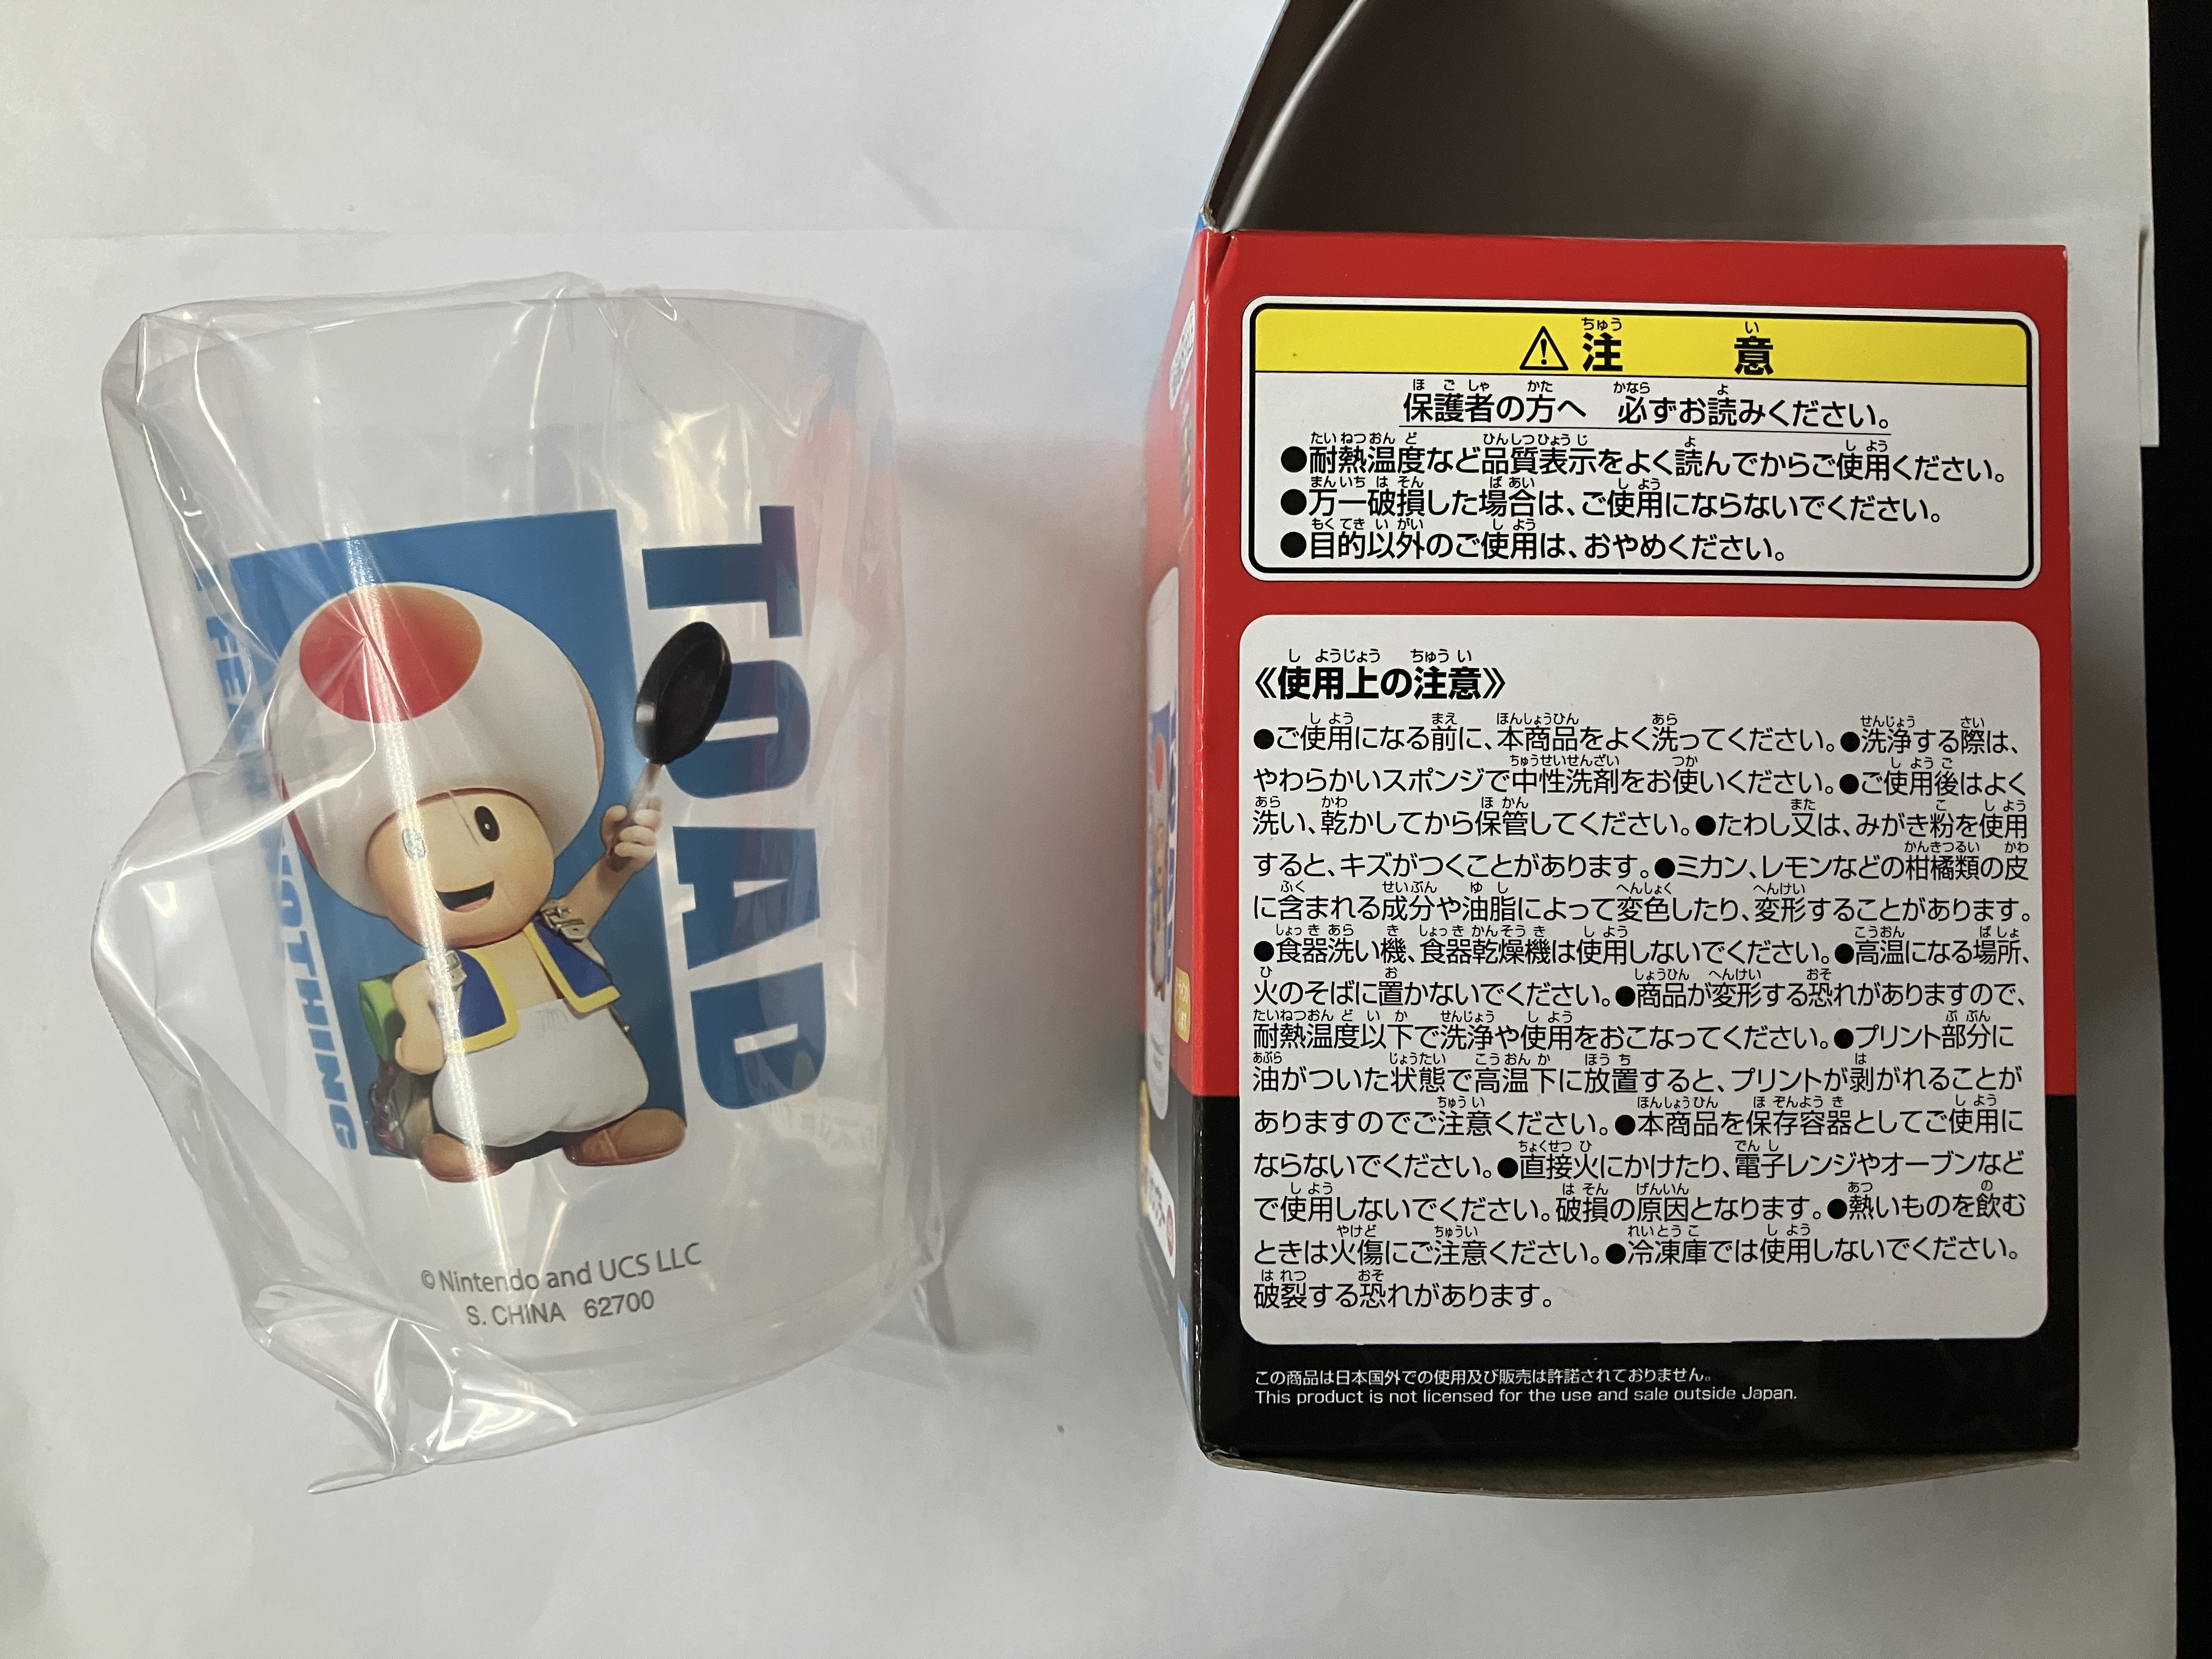 TOAD
FEAR NOTHING
©Nintendo and UCS LLC
S. CHINA 62700
⚠注意
保護者の方へ 必ずお読みください。
●耐熱温度など品質表示をよく読んでからご使用ください。
●万一破損した場合は、ご使用にならないでください。
●目的以外のご使用は、おやめください。
《使用上の注意》
●ご使用になる前に、本商品をよく洗ってください。●洗浄する際は、
やわらかいスポンジで中性洗剤をお使いください。●ご使用後はよく
洗い、乾かしてから保管してください。●たわし又は、みがき粉を使用
すると、キズがつくことがあります。●ミカン、レモンなどの柑橘類の皮
に含まれる成分や油脂によって変色したり、変形することがあります。
●食器洗い機、食器乾燥機は使用しないでください。●高温になる場所、
火のそばに置かないでください。●商品が変形する恐れがありますので、
耐熱温度以下で洗浄や使用をおこなってください。●プリント部分に
油がついた状態で高温下に放置すると、プリントが剥がれることが
ありますのでご注意ください。●本商品を保存容器としてご使用に
ならないでください。●直接火にかけたり、電子レンジやオーブンなど
で使用しないでください。破損の原因となります。●熱いものを飲む
ときは火傷にご注意ください。●冷凍庫では使用しないでください。
破裂する恐れがあります。
この商品は日本国外での使用及び販売は許諾されておりません。
This product is not licensed for the use and sale outside Japan.